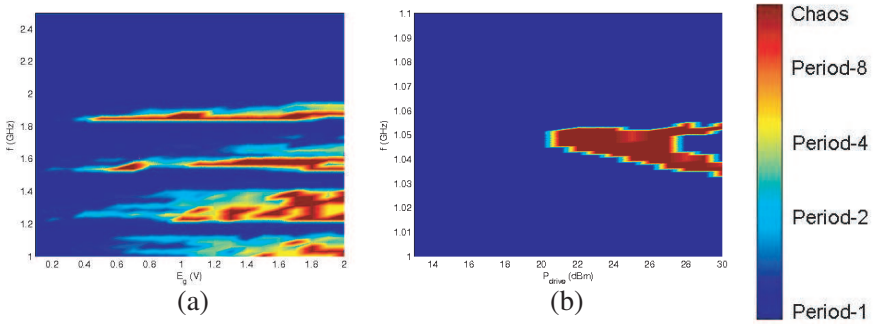 2.4
2.2
2
1.8
1.6
1.4
1.2
1
f (GHz)
0.2 0.4 0.6 0.8 1 1.2 1.4 1.6 1.8 2
E_g (V)
(a)
1.1
1.09
1.08
1.07
1.06
1.05
1.04
1.03
1.02
1.01
1
f (GHz)
14 16 18 20 22 24 26 28 30
P_drive (dBm)
(b)
Chaos
Period-8
Period-4
Period-2
Period-1